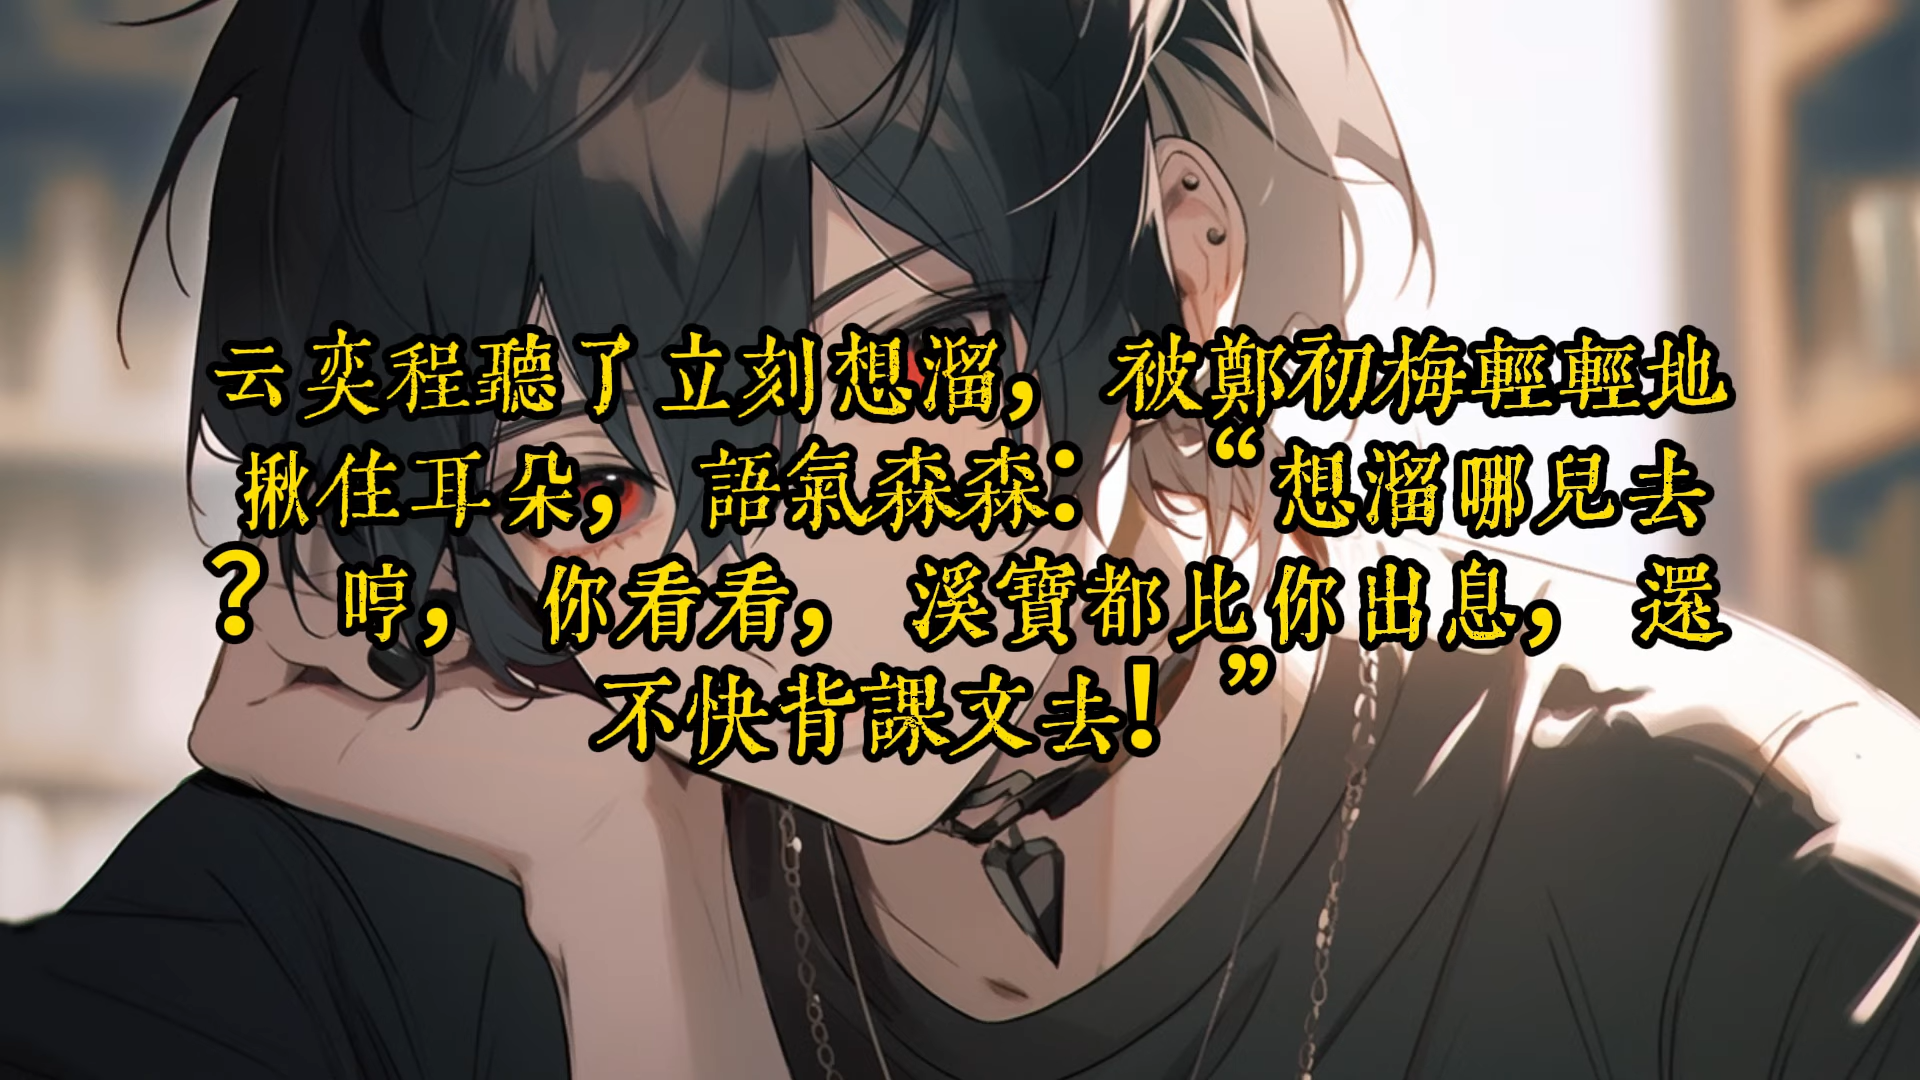 云奕程聽了立刻想溜，被鄭初梅輕輕地
揪住耳朵，語氣森森：“想溜哪兒去
？哼，你看看，溪寶都比你出息，還
不快背課文去！”